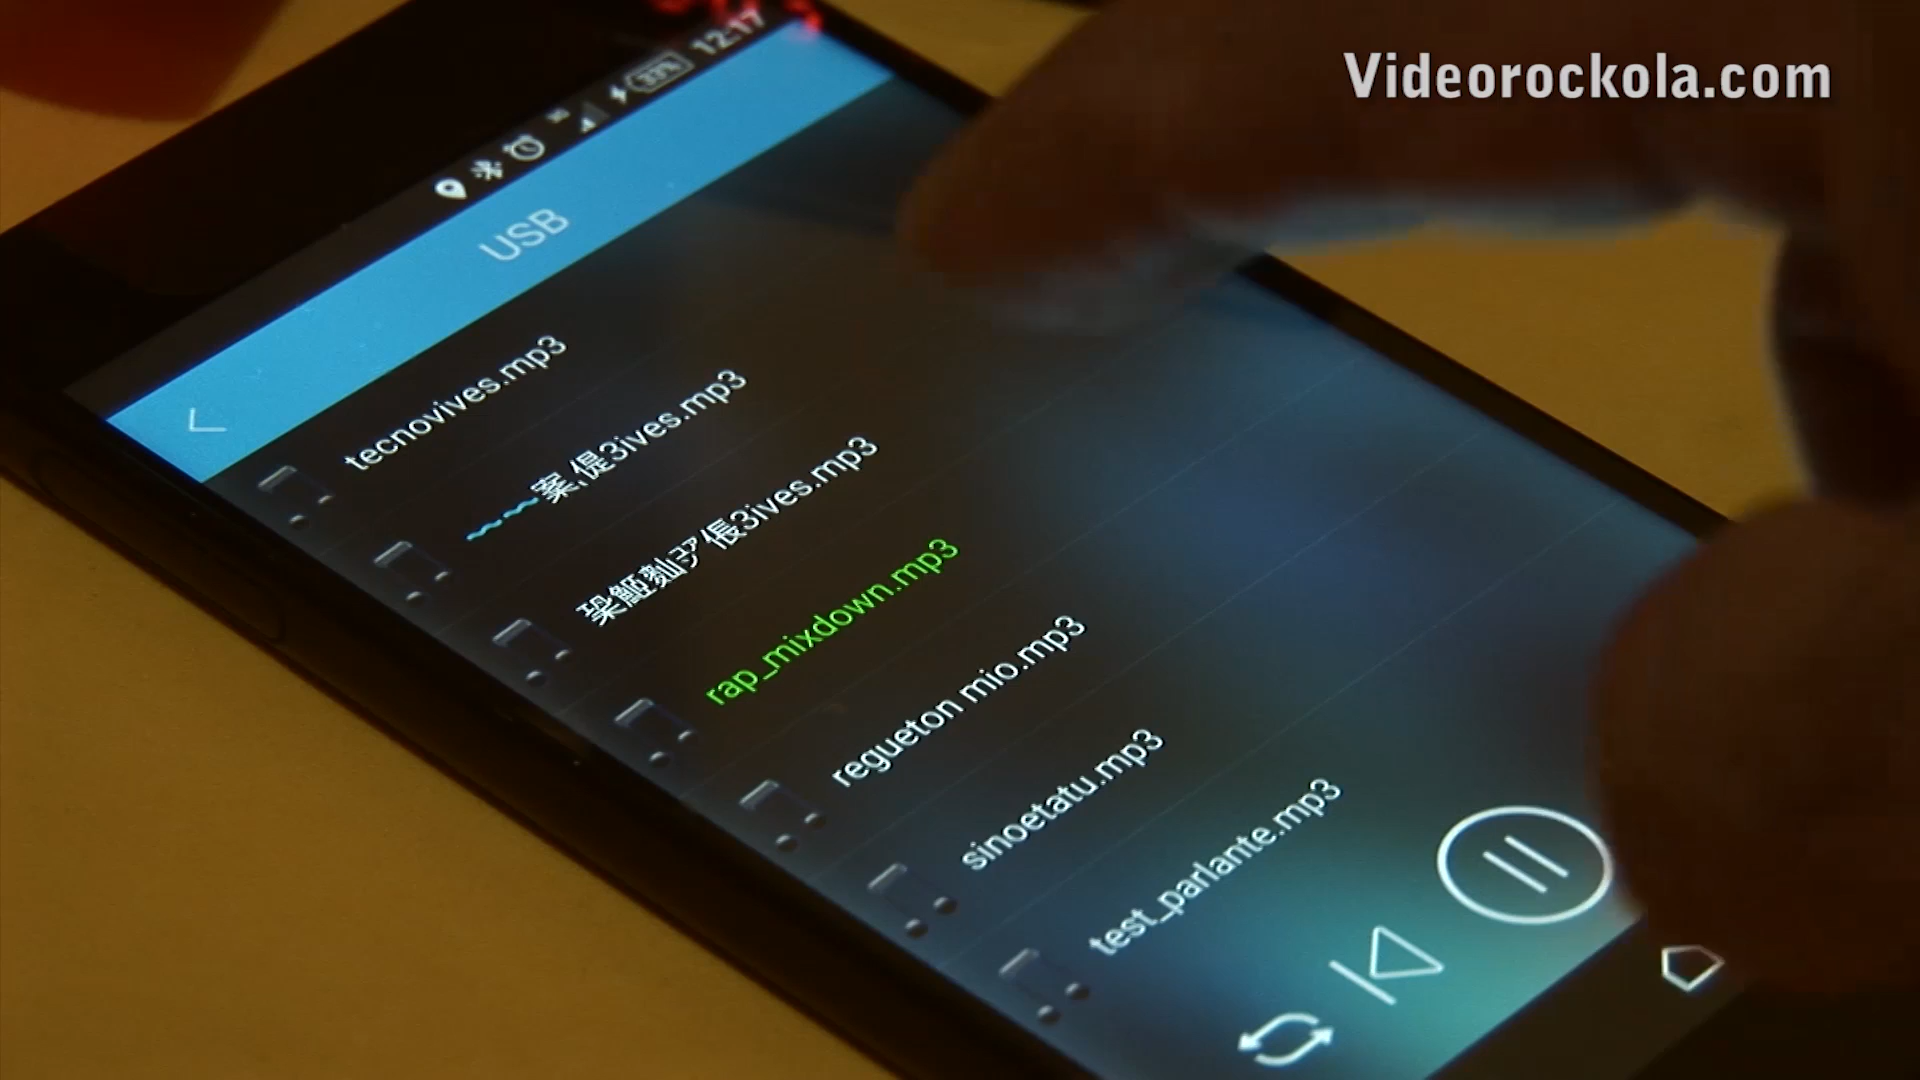 Videorockola.com
33% 12:17
USB
tecnovives.mp3
案,偍3ives.mp3
3ives.mp3
rap_mixdown.mp3
regueton mio.mp3
sinoetatu.mp3
test_parlante.mp3